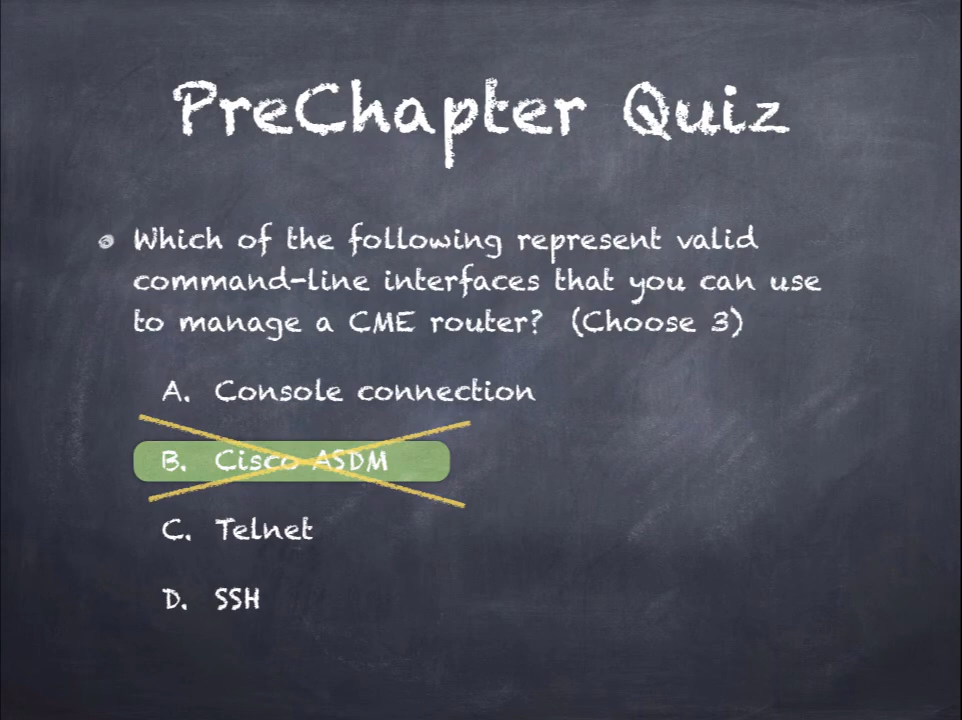 PreChapter Quiz
Which of the following represent valid
command-line interfaces that you can use
to manage a CME router? (Choose 3)
A. Console connection
B. Cisco ASDM
C. Telnet
D. SSH